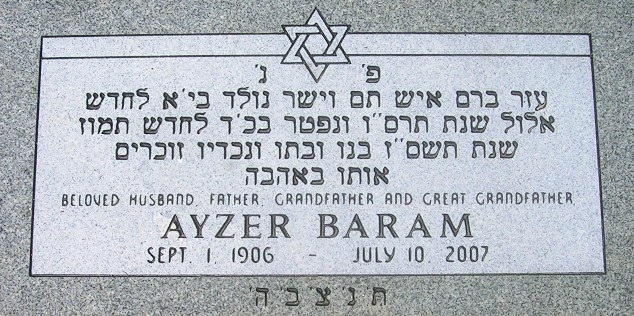 פ' נ'
עזר ברם איש תם וישר נולד בי'א לחדש
אלול שנת תרס"ו ונפטר בכ'ד לחדש תמוז
שנת תשס"ז בנו ובתו ונכדיו זוכרים
אותו באהבה
BELOVED HUSBAND, FATHER, GRANDFATHER AND GREAT GRANDFATHER
AYZER BARAM
SEPT. 1, 1906 - JULY 10, 2007
ת'נ'צ'ב'ה'